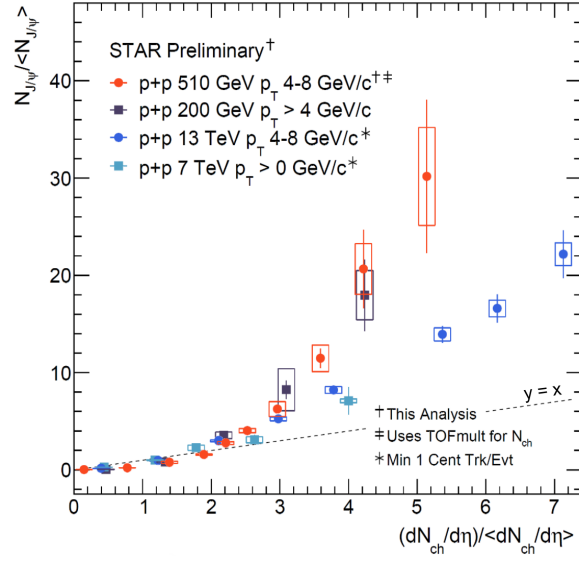 N_J/ψ/<N_J/ψ>
STAR Preliminary†
p+p 510 GeV p_T 4-8 GeV/c†‡
p+p 200 GeV p_T > 4 GeV/c
p+p 13 TeV p_T 4-8 GeV/c*
p+p 7 TeV p_T > 0 GeV/c*
40
30
20
10
0
y = x
†This Analysis
‡Uses TOFmult for N_ch
*Min 1 Cent Trk/Evt
0 1 2 3 4 5 6 7
(dN_ch/dη)/<dN_ch/dη>